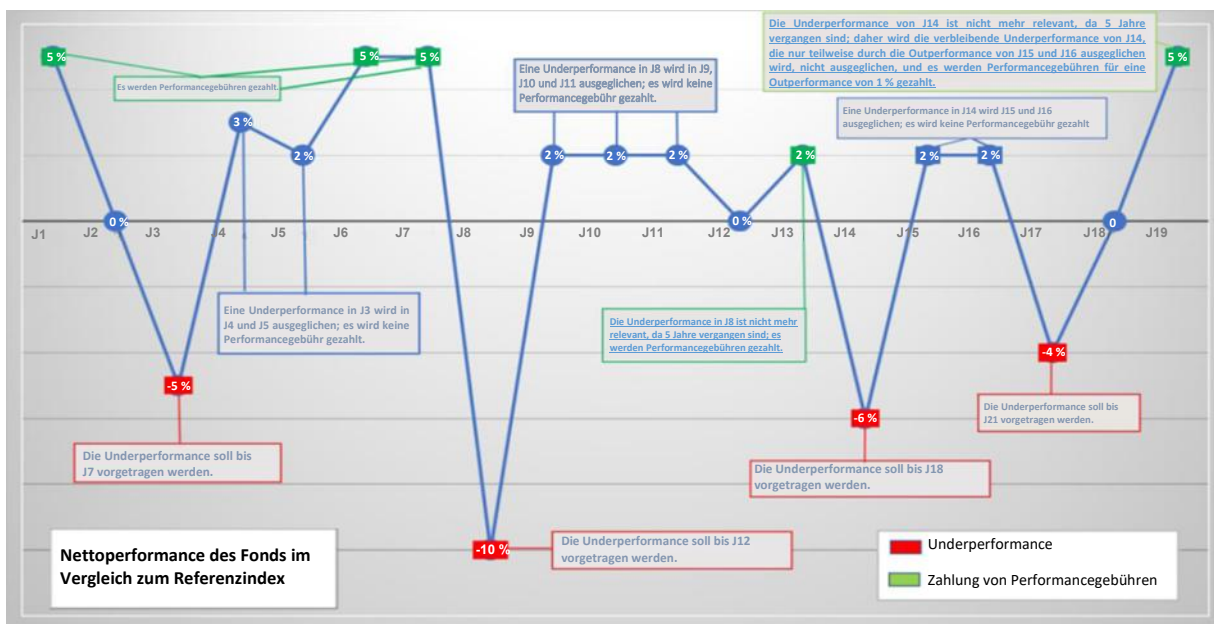 Die Underperformance von J14 ist nicht mehr relevant, da 5 Jahre
vergangen sind; daher wird die verbleibende Underperformance von J14,
die nur teilweise durch die Outperformance von J15 und J16 ausgeglichen
wird, nicht ausgeglichen, und es werden Performancegebühren für eine
Outperformance von 1 % gezahlt.
5 %
5 %
5 %
5 %
Es werden Performancegebühren gezahlt.
Eine Underperformance in J8 wird in J9,
J10 und J11 ausgeglichen; es wird keine
Performancegebühr gezahlt.
Eine Underperformance in J14 wird J15 und J16
ausgeglichen; es wird keine Performancegebühr gezahlt
3 %
2 %
2 %
2 %
2 %
2 %
2 %
2 %
0 %
0 %
0
J1
J2
J3
J4
J5
J6
J7
J8
J9
J10
J11
J12
J13
J14
J15
J16
J17
J18
J19
Eine Underperformance in J3 wird in
J4 und J5 ausgeglichen; es wird keine
Performancegebühr gezahlt.
Die Underperformance in J8 ist nicht mehr
relevant, da 5 Jahre vergangen sind; es
werden Performancegebühren gezahlt.
-5 %
-4 %
-6 %
Die Underperformance soll bis
J21 vorgetragen werden.
Die Underperformance soll bis
J7 vorgetragen werden.
Die Underperformance soll bis J18
vorgetragen werden.
-10 %
Die Underperformance soll bis J12
vorgetragen werden.
Nettoperformance des Fonds im
Vergleich zum Referenzindex
Underperformance
Zahlung von Performancegebühren